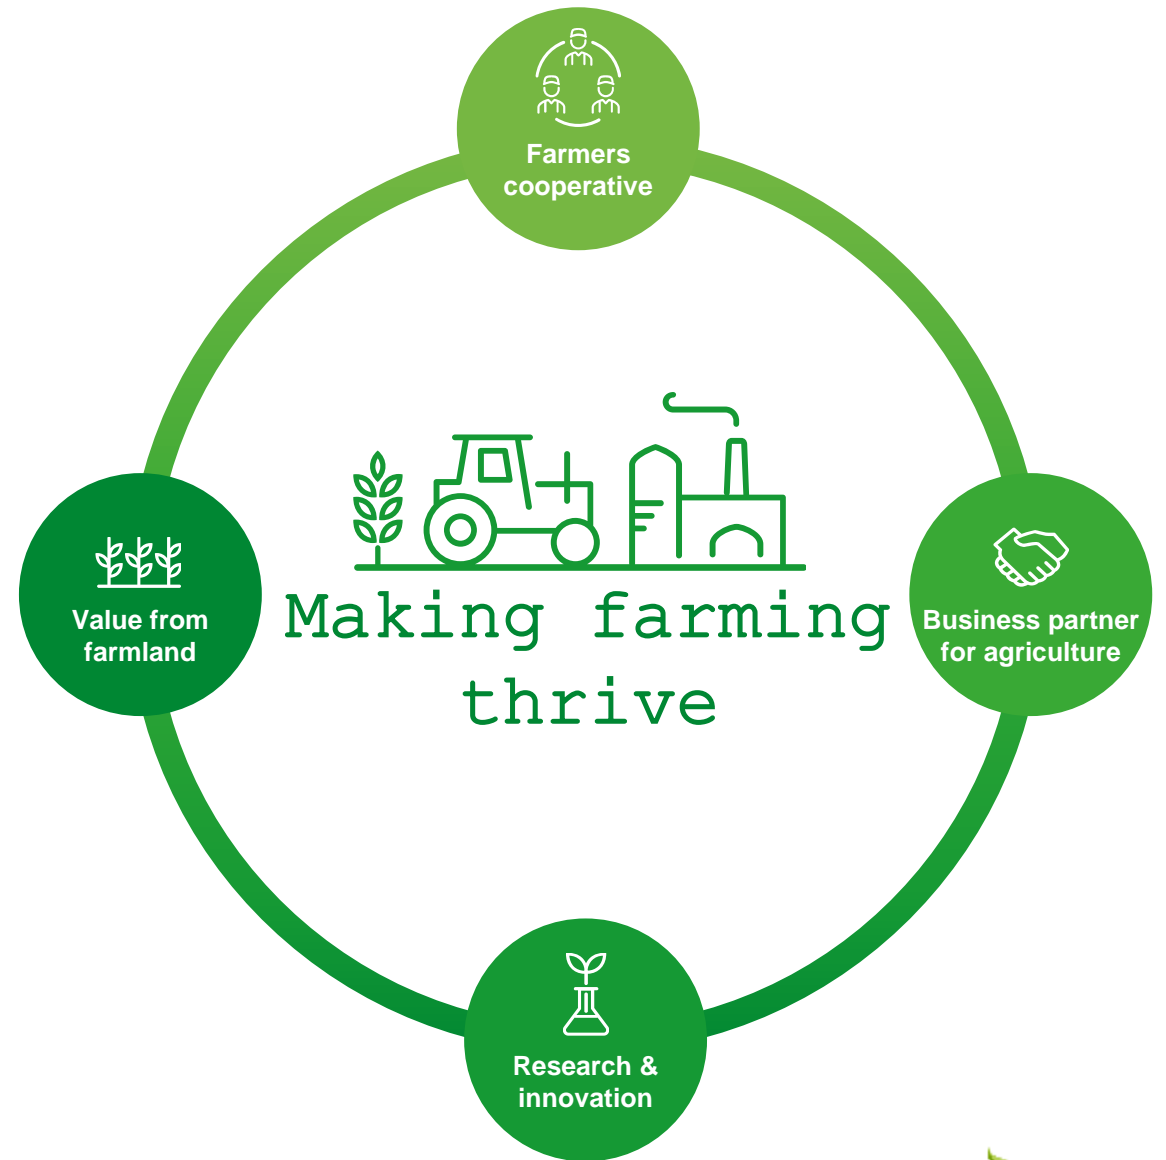 Farmers
cooperative
Value from
farmland
Making farming
thrive
Business partner
for agriculture
Research &
innovation